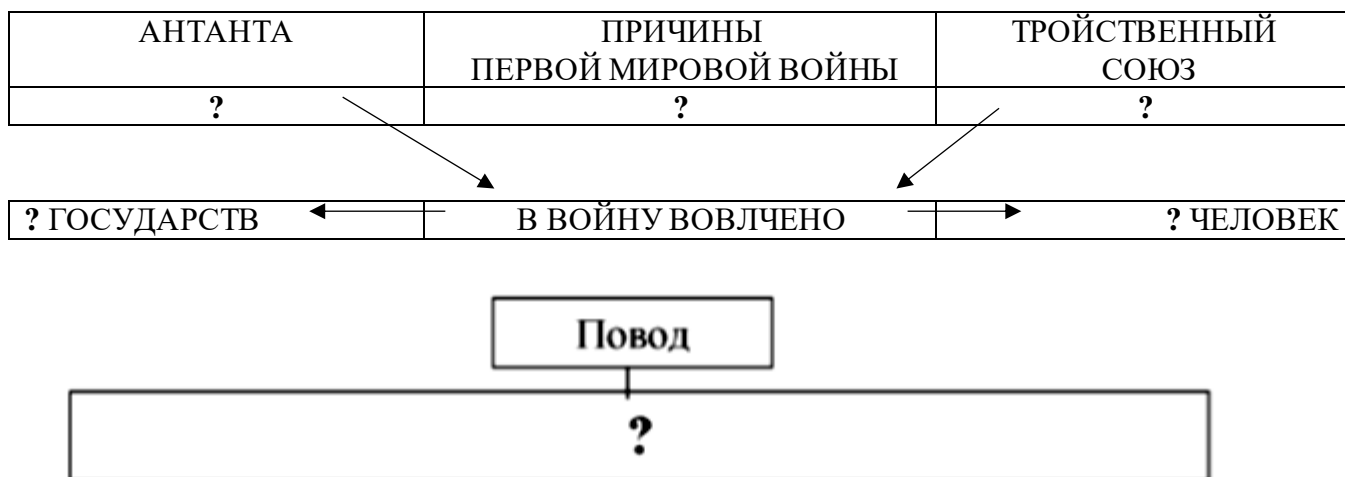 АНТАНТА ПРИЧИНЫ ТРОЙСТВЕННЫЙ
ПЕРВОЙ МИРОВОЙ ВОЙНЫ СОЮЗ
? ? ?
? ГОСУДАРСТВ В ВОЙНУ ВОВЛЧЕНО ? ЧЕЛОВЕК
Повод
?